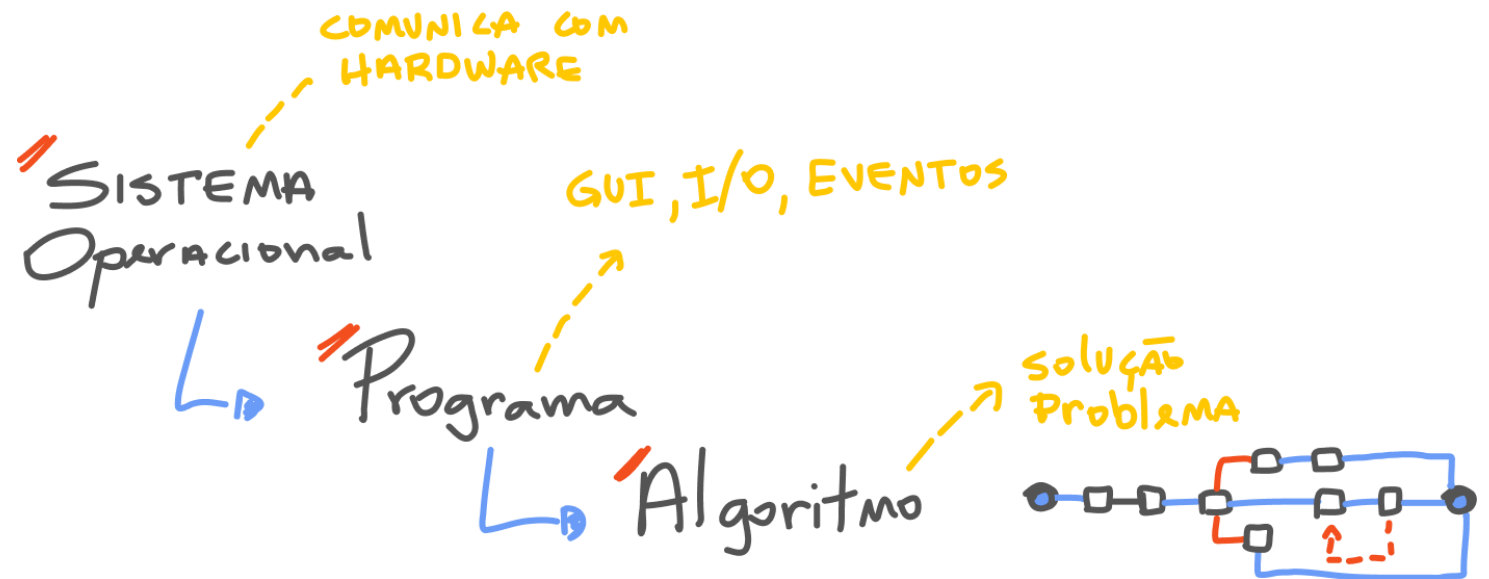 COMUNICA COM
HARDWARE
SISTEMA
Operacional
GUI, I/O, EVENTOS
Programa
SOLUÇÃO
PROBLEMA
Algoritmo